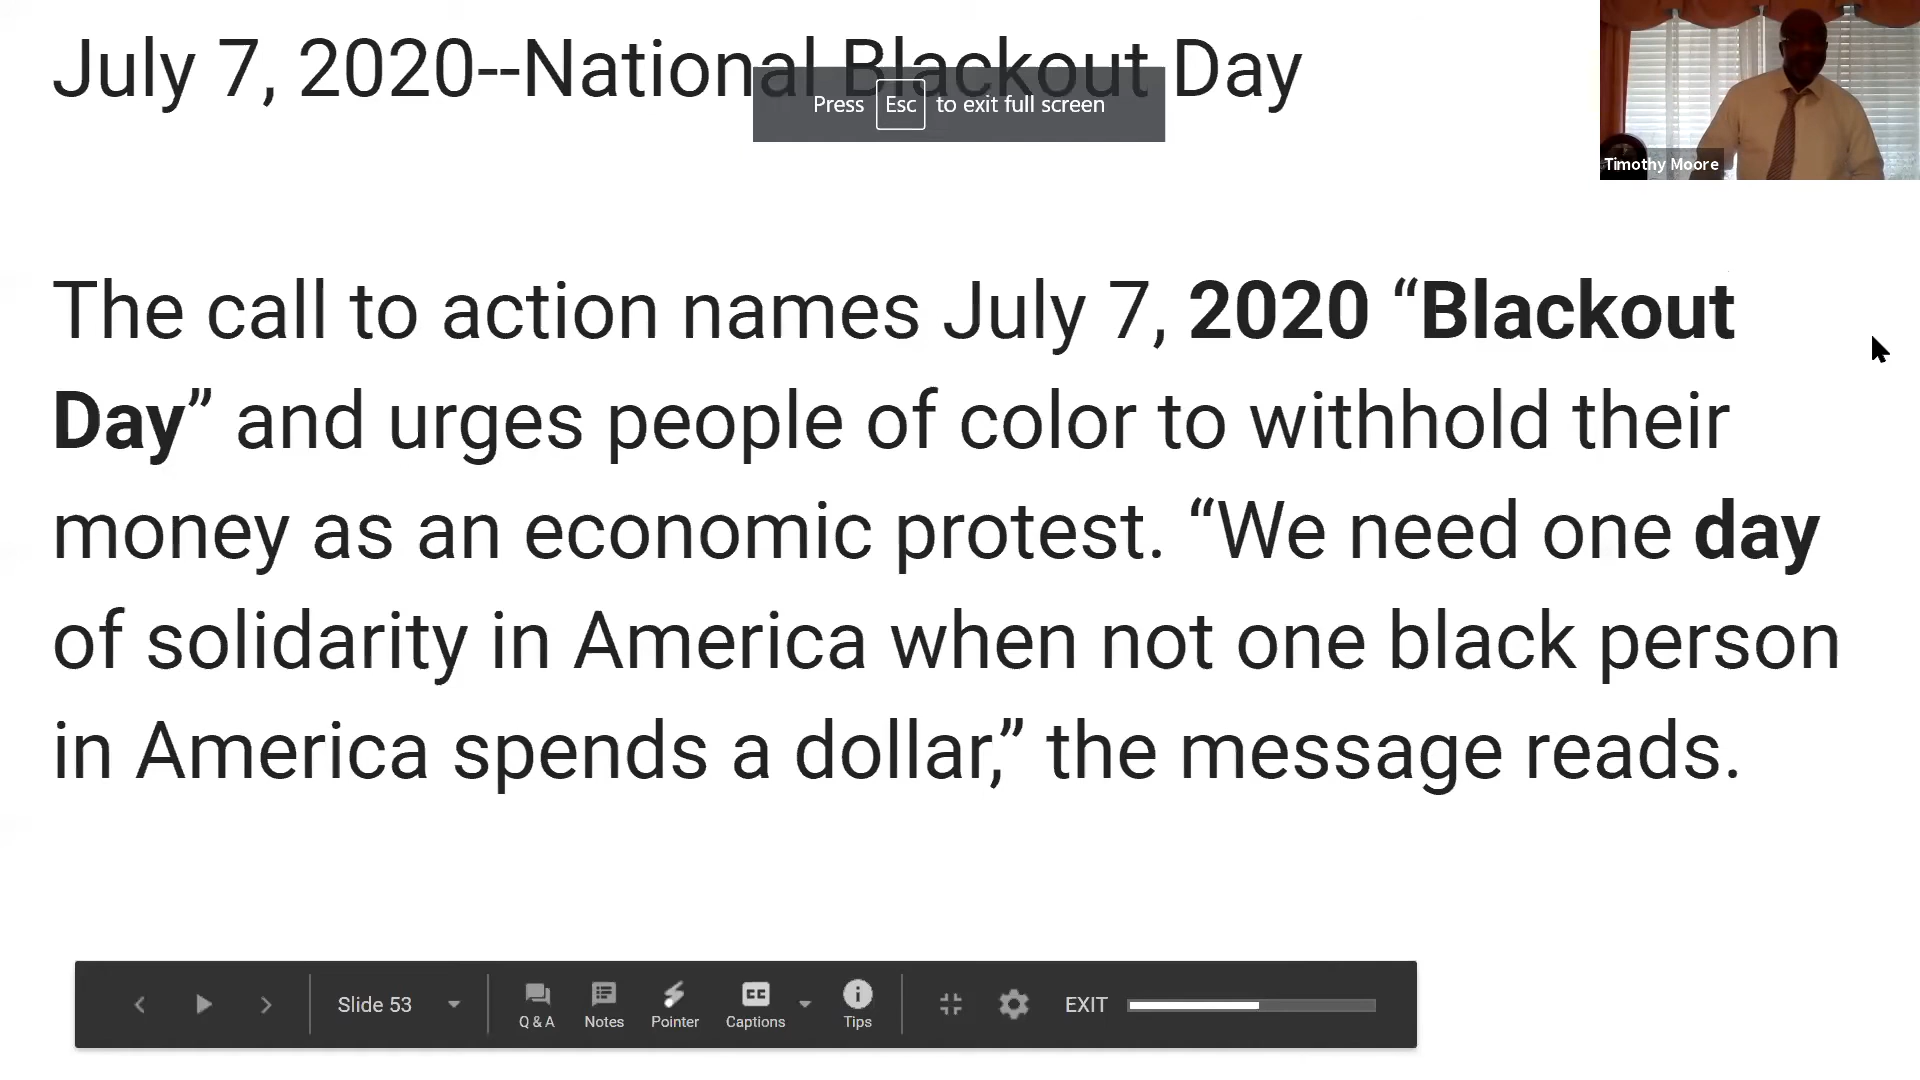 July 7, 2020--National Blackout Day
Press Esc to exit full screen
Timothy Moore
The call to action names July 7, 2020 “Blackout
Day” and urges people of color to withhold their
money as an economic protest. “We need one day
of solidarity in America when not one black person
in America spends a dollar,” the message reads.
Slide 53
Q & A
Notes
Pointer
CC
Captions
Tips
EXIT